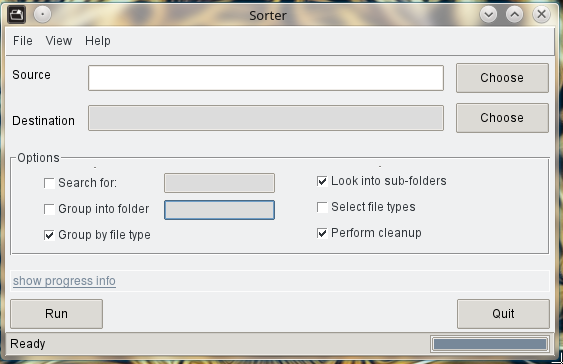 Sorter
File View Help
Source Choose
Destination Choose
Options
Search for: Look into sub-folders
Group into folder Select file types
Group by file type Perform cleanup
show progress info
Run Quit
Ready